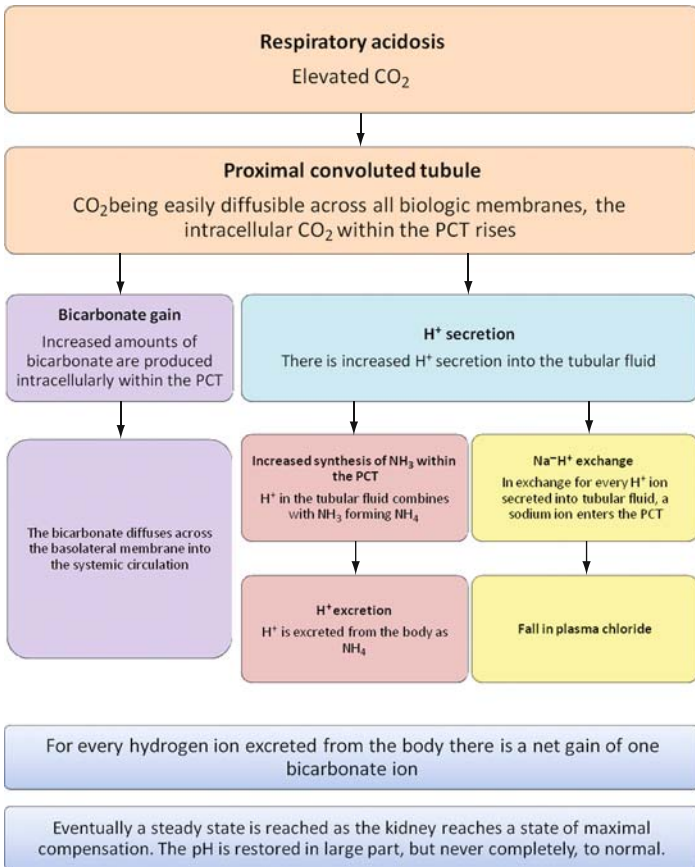 Respiratory acidosis
Elevated CO₂
Proximal convoluted tubule
CO₂being easily diffusible across all biologic membranes, the
intracellular CO₂ within the PCT rises
Bicarbonate gain
Increased amounts of
bicarbonate are produced
intracellularly within the PCT
H⁺ secretion
There is increased H⁺ secretion into the tubular fluid
The bicarbonate diffuses across
the basolateral membrane into
the systemic circulation
Increased synthesis of NH₃ within
the PCT
H⁺ in the tubular fluid combines
with NH₃ forming NH₄
Na⁻H⁺ exchange
In exchange for every H⁺ ion
secreted into tubular fluid, a
sodium ion enters the PCT
H⁺excretion
H⁺ is excreted from the body as
NH₄
Fall in plasma chloride
For every hydrogen ion excreted from the body there is a net gain of one
bicarbonate ion
Eventually a steady state is reached as the kidney reaches a state of maximal
compensation. The pH is restored in large part, but never completely, to normal.